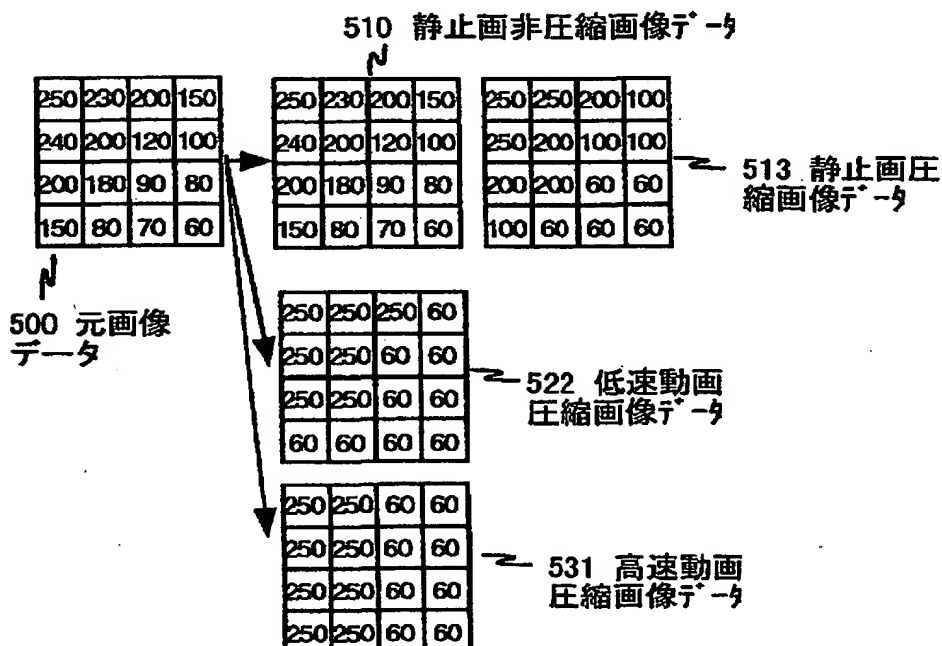 510 静止画非圧縮画像データ
250 230 200 150 250 230 200 150 250 250 200 100
240 200 120 100 240 200 120 100 250 200 100 100
200 180 90 80 200 180 90 80 200 200 60 60
150 80 70 60 150 80 70 60 100 60 60 60
513 静止画圧
縮画像データ
500 元画像
データ
250 250 250 60
250 250 60 60
250 250 60 60
60 60 60 60
522 低速動画
圧縮画像データ
250 250 60 60
250 250 60 60
250 250 60 60
250 250 60 60
531 高速動画
圧縮画像データ